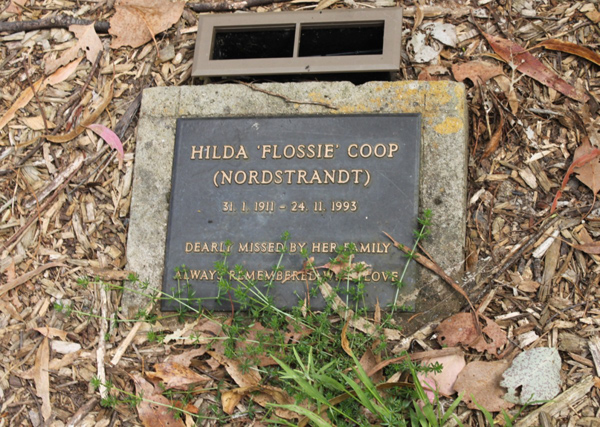 HILDA 'FLOSSIE' COOP
(NORDSTRANDT)
31. 1. 1911 - 24. 11. 1993
DEARLY MISSED BY HER FAMILY
ALWAYS REMEMBERED WITH LOVE